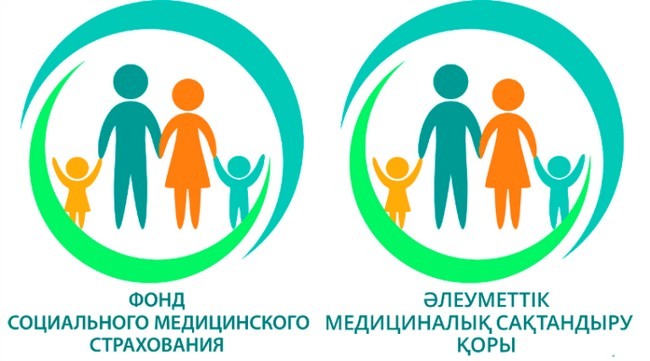 ФОНД
СОЦИАЛЬНОГО МЕДИЦИНСКОГО
СТРАХОВАНИЯ
ӘЛЕУМЕТТІК
МЕДИЦИНАЛЫҚ САҚТАНДЫРУ
ҚОРЫ